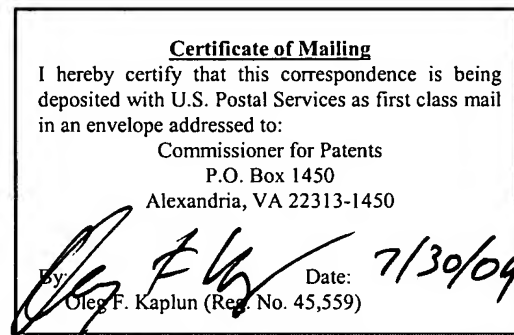 Certificate of Mailing
I hereby certify that this correspondence is being
deposited with U.S. Postal Services as first class mail
in an envelope addressed to:
Commissioner for Patents
P.O. Box 1450
Alexandria, VA 22313-1450
By: Date: 7/30/04
Oleg F. Kaplun (Reg. No. 45,559)